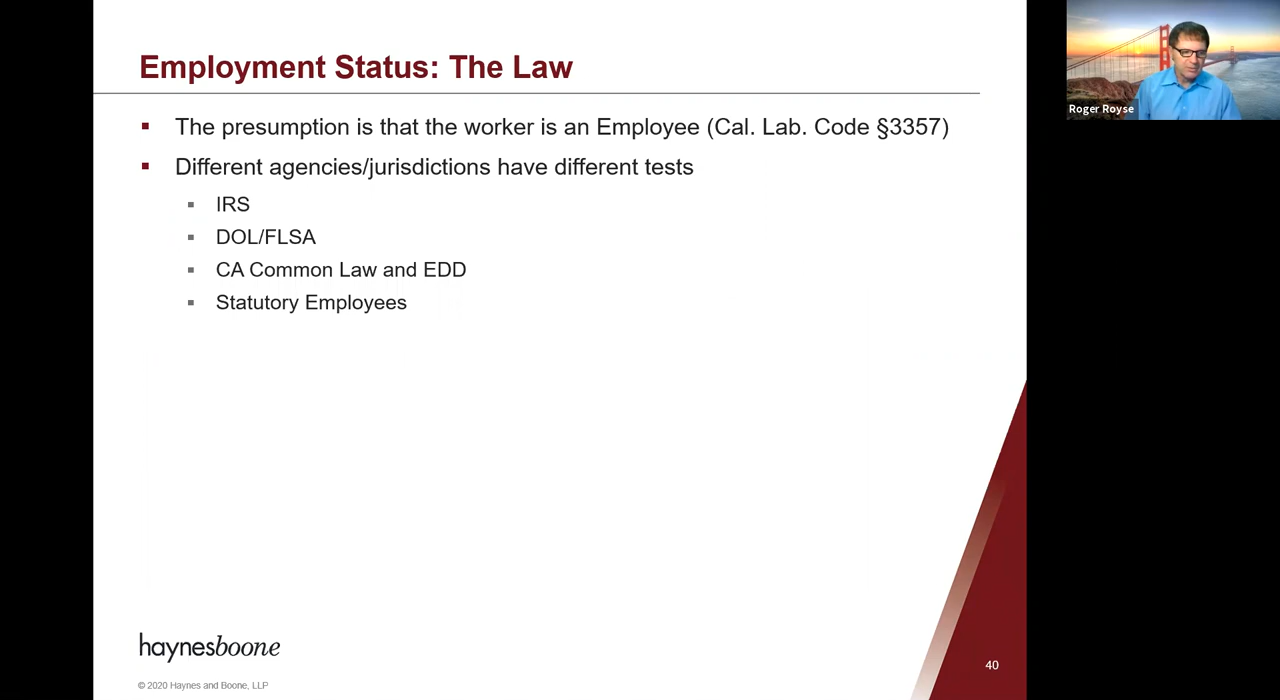 Employment Status: The Law
▪ The presumption is that the worker is an Employee (Cal. Lab. Code §3357)
▪ Different agencies/jurisdictions have different tests
▪ IRS
▪ DOL/FLSA
▪ CA Common Law and EDD
▪ Statutory Employees
haynesboone
© 2020 Haynes and Boone, LLP
40
Roger Royse